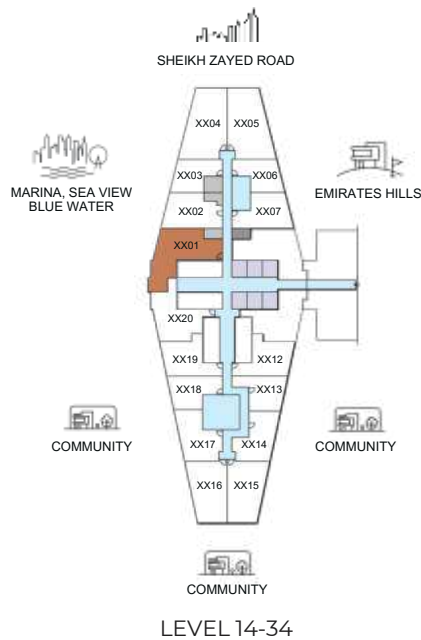 SHEIKH ZAYED ROAD
XX04
XX05
MARINA, SEA VIEW
BLUE WATER
XX03
XX06
EMIRATES HILLS
XX02
XX07
XX01
XX20
XX19
XX12
XX18
XX13
COMMUNITY
XX17
XX14
COMMUNITY
XX16
XX15
COMMUNITY
LEVEL 14-34